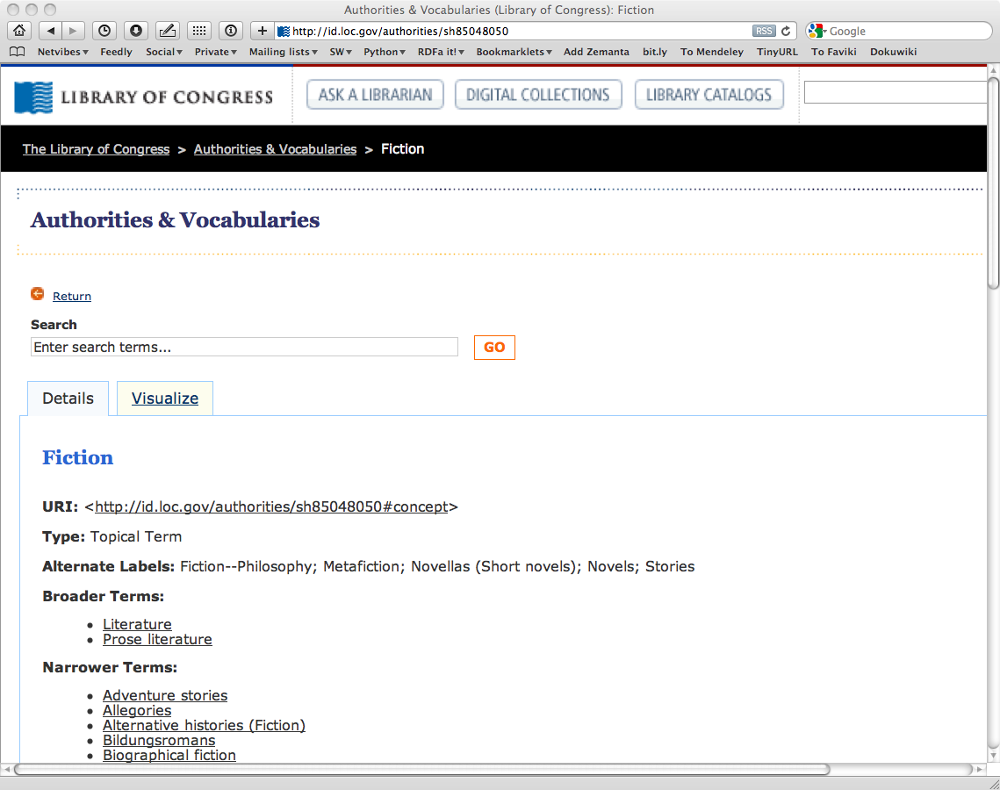 Authorities & Vocabularies (Library of Congress): Fiction
http://id.loc.gov/authorities/sh85048050 RSS Google
Netvibes Feedly Social Private Mailing lists SW Python RDFa it! Bookmarklets Add Zemanta bit.ly To Mendeley TinyURL To Faviki Dokuwiki
LIBRARY OF CONGRESS ASK A LIBRARIAN DIGITAL COLLECTIONS LIBRARY CATALOGS
The Library of Congress > Authorities & Vocabularies > Fiction
Authorities & Vocabularies
Return
Search
Enter search terms... GO
Details Visualize
Fiction
URI: <http://id.loc.gov/authorities/sh85048050#concept>
Type: Topical Term
Alternate Labels: Fiction--Philosophy; Metafiction; Novellas (Short novels); Novels; Stories
Broader Terms:
• Literature
• Prose literature
Narrower Terms:
• Adventure stories
• Allegories
• Alternative histories (Fiction)
• Bildungsromans
• Biographical fiction